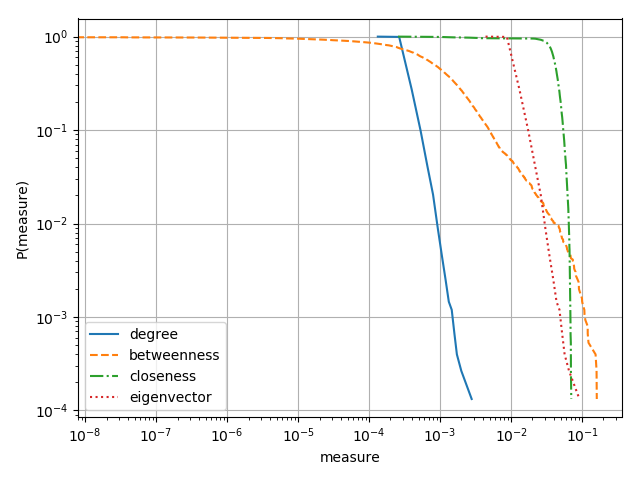 10⁰
10⁻¹
10⁻²
10⁻³
10⁻⁴
P(measure)
degree
betweenness
closeness
eigenvector
10⁻⁸ 10⁻⁷ 10⁻⁶ 10⁻⁵ 10⁻⁴ 10⁻³ 10⁻² 10⁻¹
measure